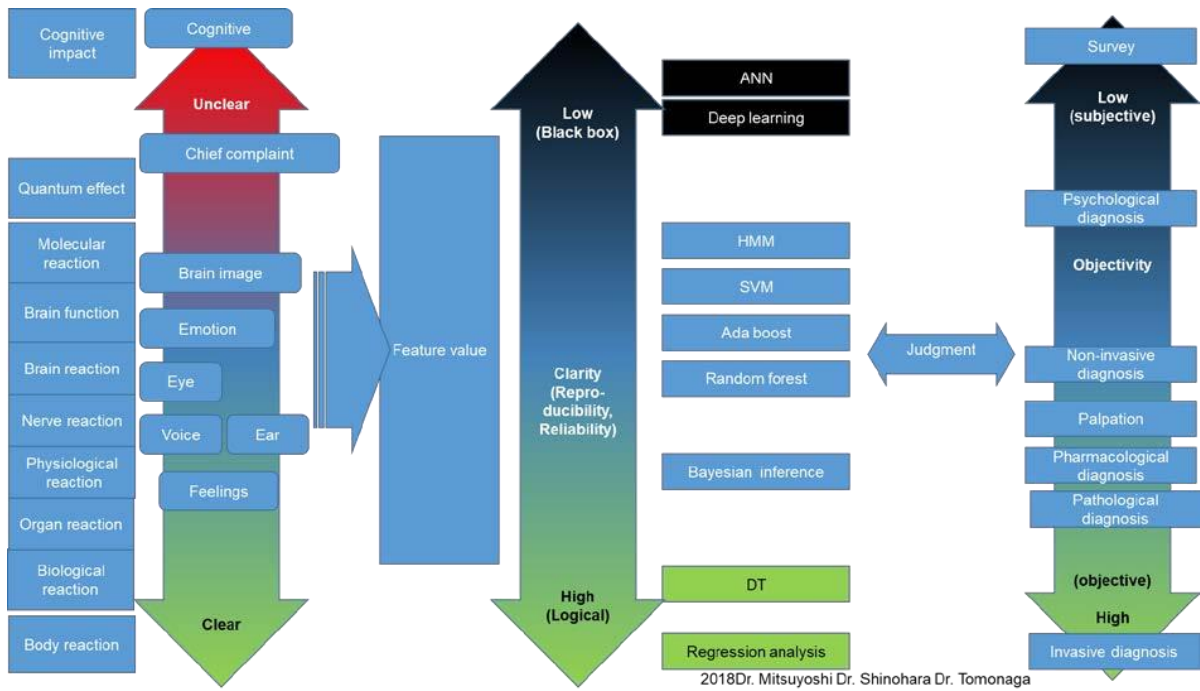 Cognitive
impact
Quantum effect
Molecular
reaction
Brain function
Brain reaction
Nerve reaction
Physiological
reaction
Organ reaction
Biological
reaction
Body reaction
Cognitive
Unclear
Chief complaint
Brain image
Emotion
Eye
Voice
Ear
Feelings
Clear
Feature value
Low
(Black box)
Clarity
(Repro-
ducibility,
Reliability)
High
(Logical)
ANN
Deep learning
HMM
SVM
Ada boost
Random forest
Bayesian inference
DT
Regression analysis
Judgment
Survey
Low
(subjective)
Psychological
diagnosis
Objectivity
Non-invasive
diagnosis
Palpation
Pharmacological
diagnosis
Pathological
diagnosis
(objective)
High
Invasive diagnosis
2018Dr. Mitsuyoshi Dr. Shinohara Dr. Tomonaga